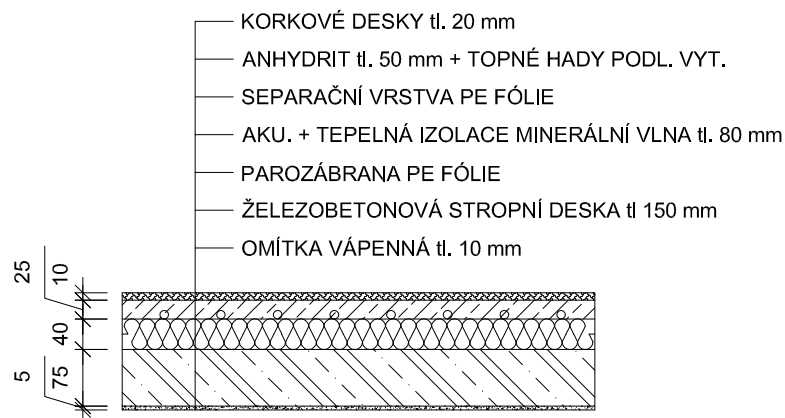 KORKOVÉ DESKY tl. 20 mm
ANHYDRIT tl. 50 mm + TOPNÉ HADY PODL. VYT.
SEPARAČNÍ VRSTVA PE FÓLIE
AKU. + TEPELNÁ IZOLACE MINERÁLNÍ VLNA tl. 80 mm
PAROZÁBRANA PE FÓLIE
ŽELEZOBETONOVÁ STROPNÍ DESKA tl 150 mm
OMÍTKA VÁPENNÁ tl. 10 mm
25
10
40
5
75